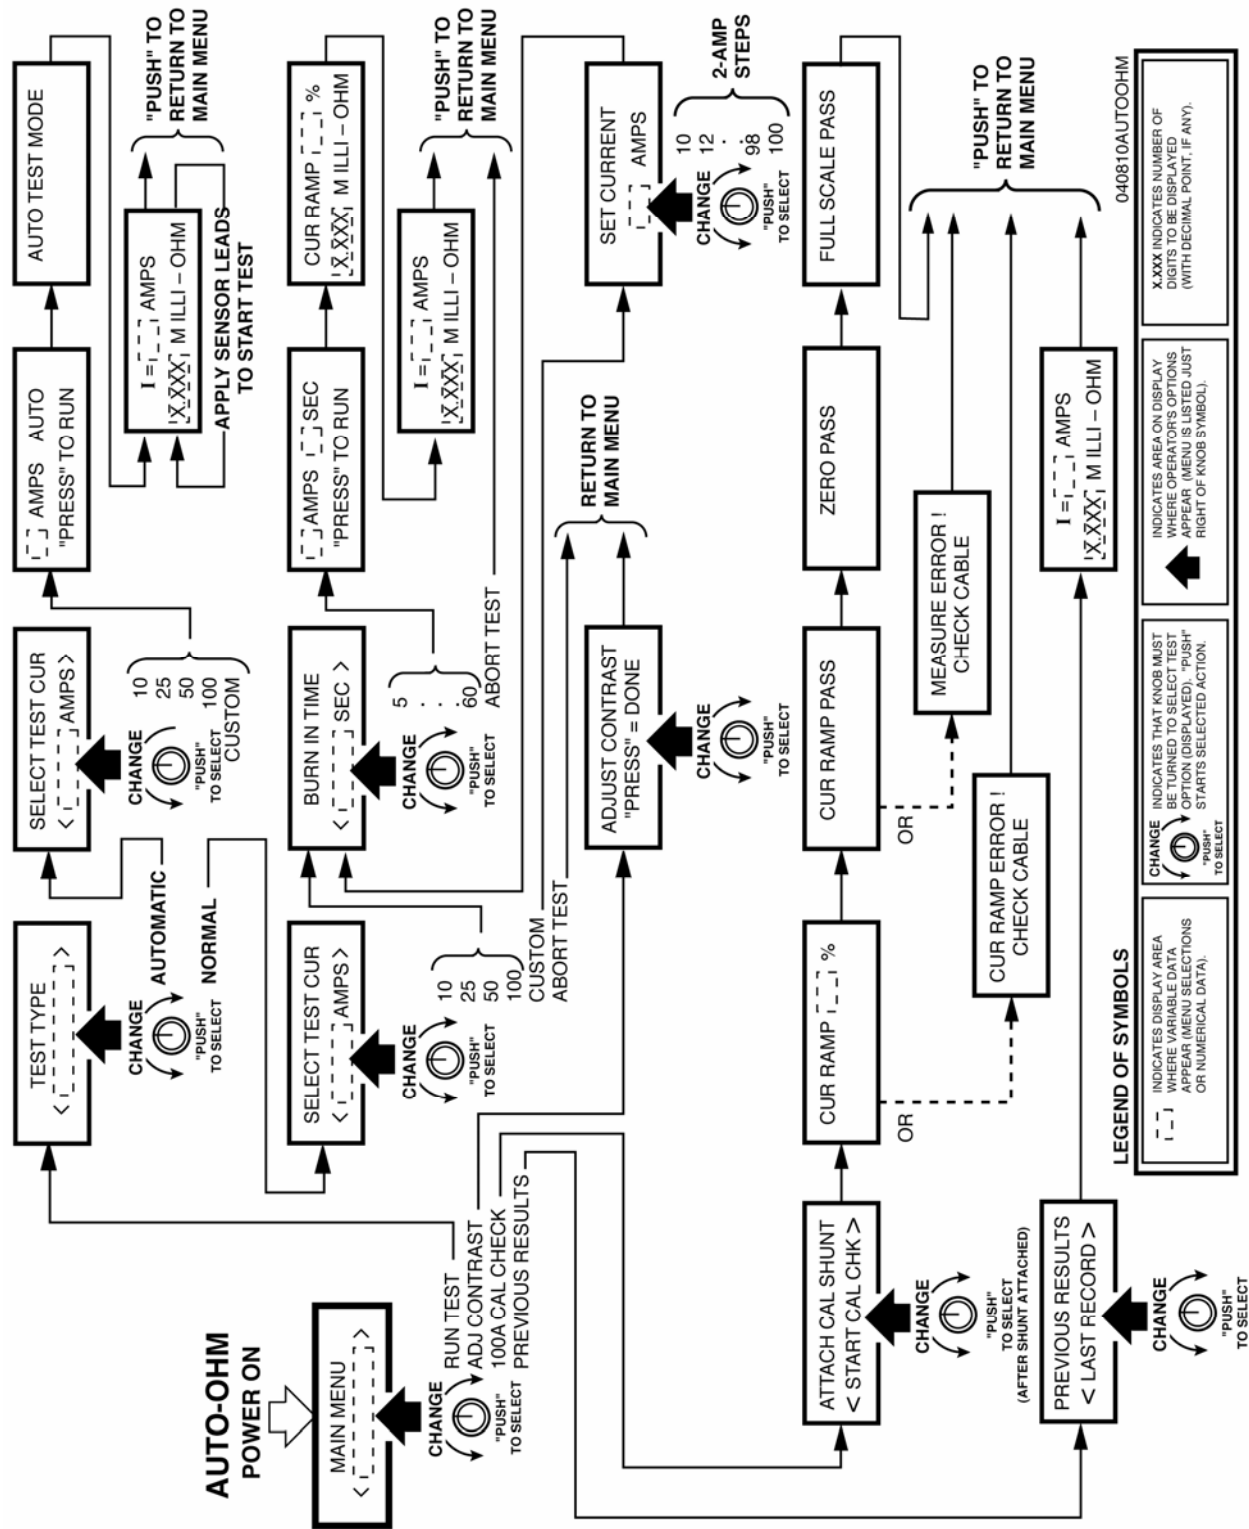 AUTO-OHM
POWER ON
MAIN MENU
< >
CHANGE
"PUSH"
TO SELECT
RUN TEST
ADJ CONTRAST
100A CAL CHECK
PREVIOUS RESULTS
TEST TYPE
< >
CHANGE
"PUSH"
TO SELECT
AUTOMATIC
NORMAL
SELECT TEST CUR
< AMPS >
CHANGE
"PUSH"
TO SELECT
10
25
50
100
CUSTOM
AMPS AUTO
"PRESS" TO RUN
AUTO TEST MODE
I = AMPS
X.XXX M ILLI – OHM
APPLY SENSOR LEADS
TO START TEST
"PUSH" TO
RETURN TO
MAIN MENU
SELECT TEST CUR
< AMPS >
CHANGE
"PUSH"
TO SELECT
10
25
50
100
CUSTOM
ABORT TEST
BURN IN TIME
< SEC >
CHANGE
"PUSH"
TO SELECT
5
.
.
.
60
ABORT TEST
AMPS SEC
"PRESS" TO RUN
CUR RAMP %
X.XXX M ILLI – OHM
I = AMPS
X.XXX M ILLI – OHM
"PUSH" TO
RETURN TO
MAIN MENU
ADJUST CONTRAST
"PRESS" = DONE
CHANGE
"PUSH"
TO SELECT
RETURN TO
MAIN MENU
SET CURRENT
AMPS
CHANGE
"PUSH"
TO SELECT
10
12
.
.
98
100
2-AMP
STEPS
ATTACH CAL SHUNT
< START CAL CHK >
CHANGE
"PUSH"
TO SELECT
(AFTER SHUNT ATTACHED)
CUR RAMP %
OR
CUR RAMP PASS
OR
ZERO PASS
FULL SCALE PASS
MEASURE ERROR !
CHECK CABLE
CUR RAMP ERROR !
CHECK CABLE
PREVIOUS RESULTS
< LAST RECORD >
CHANGE
"PUSH"
TO SELECT
I = AMPS
X.XXX M ILLI – OHM
"PUSH" TO
RETURN TO
MAIN MENU
040810AUTOOHM
LEGEND OF SYMBOLS
INDICATES DISPLAY AREA
WHERE VARIABLE DATA
APPEAR (MENU SELECTIONS
OR NUMERICAL DATA).
CHANGE
"PUSH"
TO SELECT
INDICATES THAT KNOB MUST
BE TURNED TO SELECT TEST
OPTION (DISPLAYED). "PUSH"
STARTS SELECTED ACTION.
INDICATES AREA ON DISPLAY
WHERE OPERATOR'S OPTIONS
APPEAR (MENU IS LISTED JUST
RIGHT OF KNOB SYMBOL).
X.XXX INDICATES NUMBER OF
DIGITS TO BE DISPLAYED
(WITH DECIMAL POINT, IF ANY).